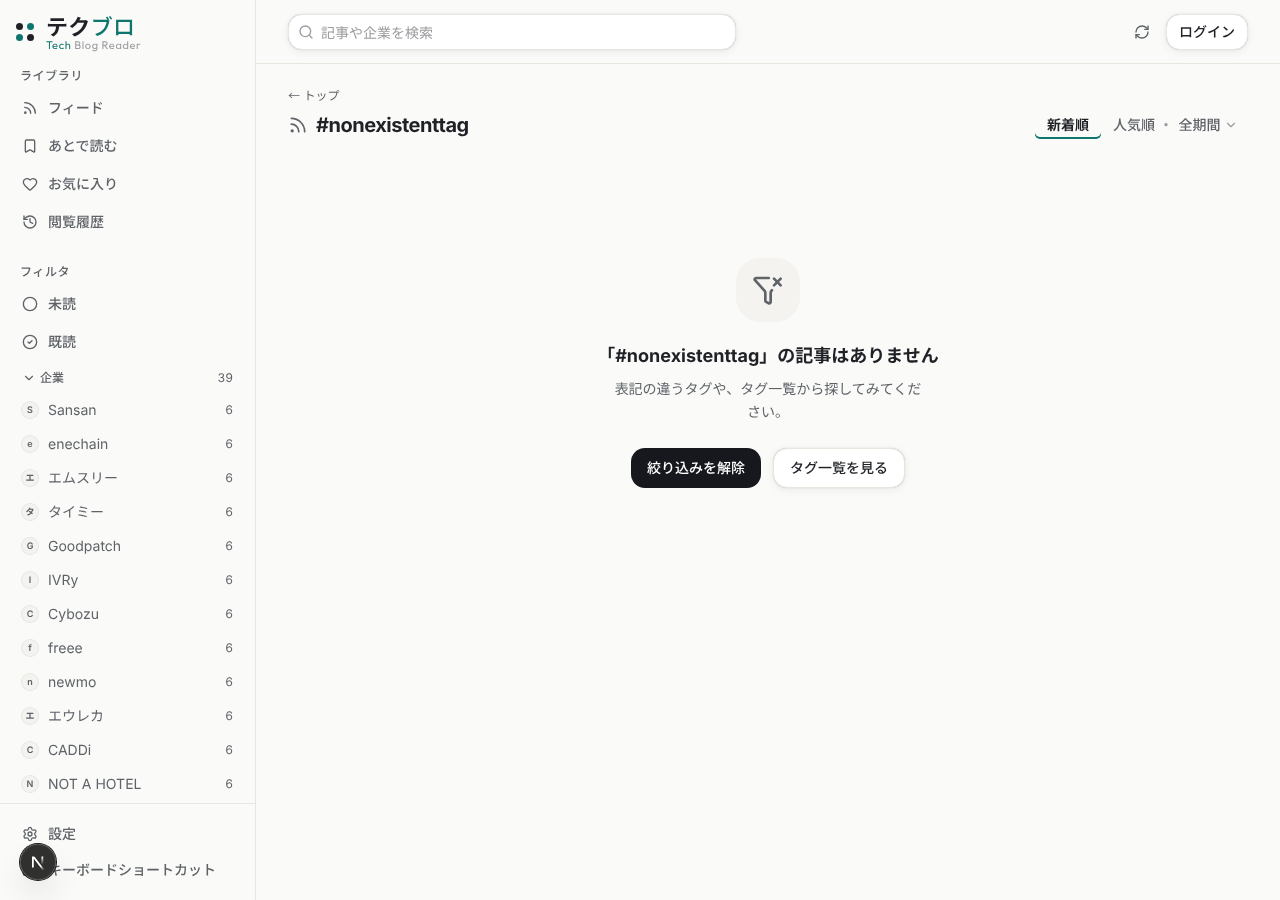 テクブロ
Tech Blog Reader
ライブラリ
フィード
あとで読む
お気に入り
閲覧履歴
フィルタ
未読
既読
企業 39
S Sansan 6
e enechain 6
エ エムスリー 6
タ タイミー 6
G Goodpatch 6
I IVRy 6
C Cybozu 6
f freee 6
n newmo 6
エ エウレカ 6
C CADDi 6
N NOT A HOTEL 6
設定
キーボードショートカット
N
記事や企業を検索
ログイン
← トップ
#nonexistenttag
新着順 人気順 • 全期間
「#nonexistenttag」の記事はありません
表記の違うタグや、タグ一覧から探してみてくだ
さい。
絞り込みを解除 タグ一覧を見る